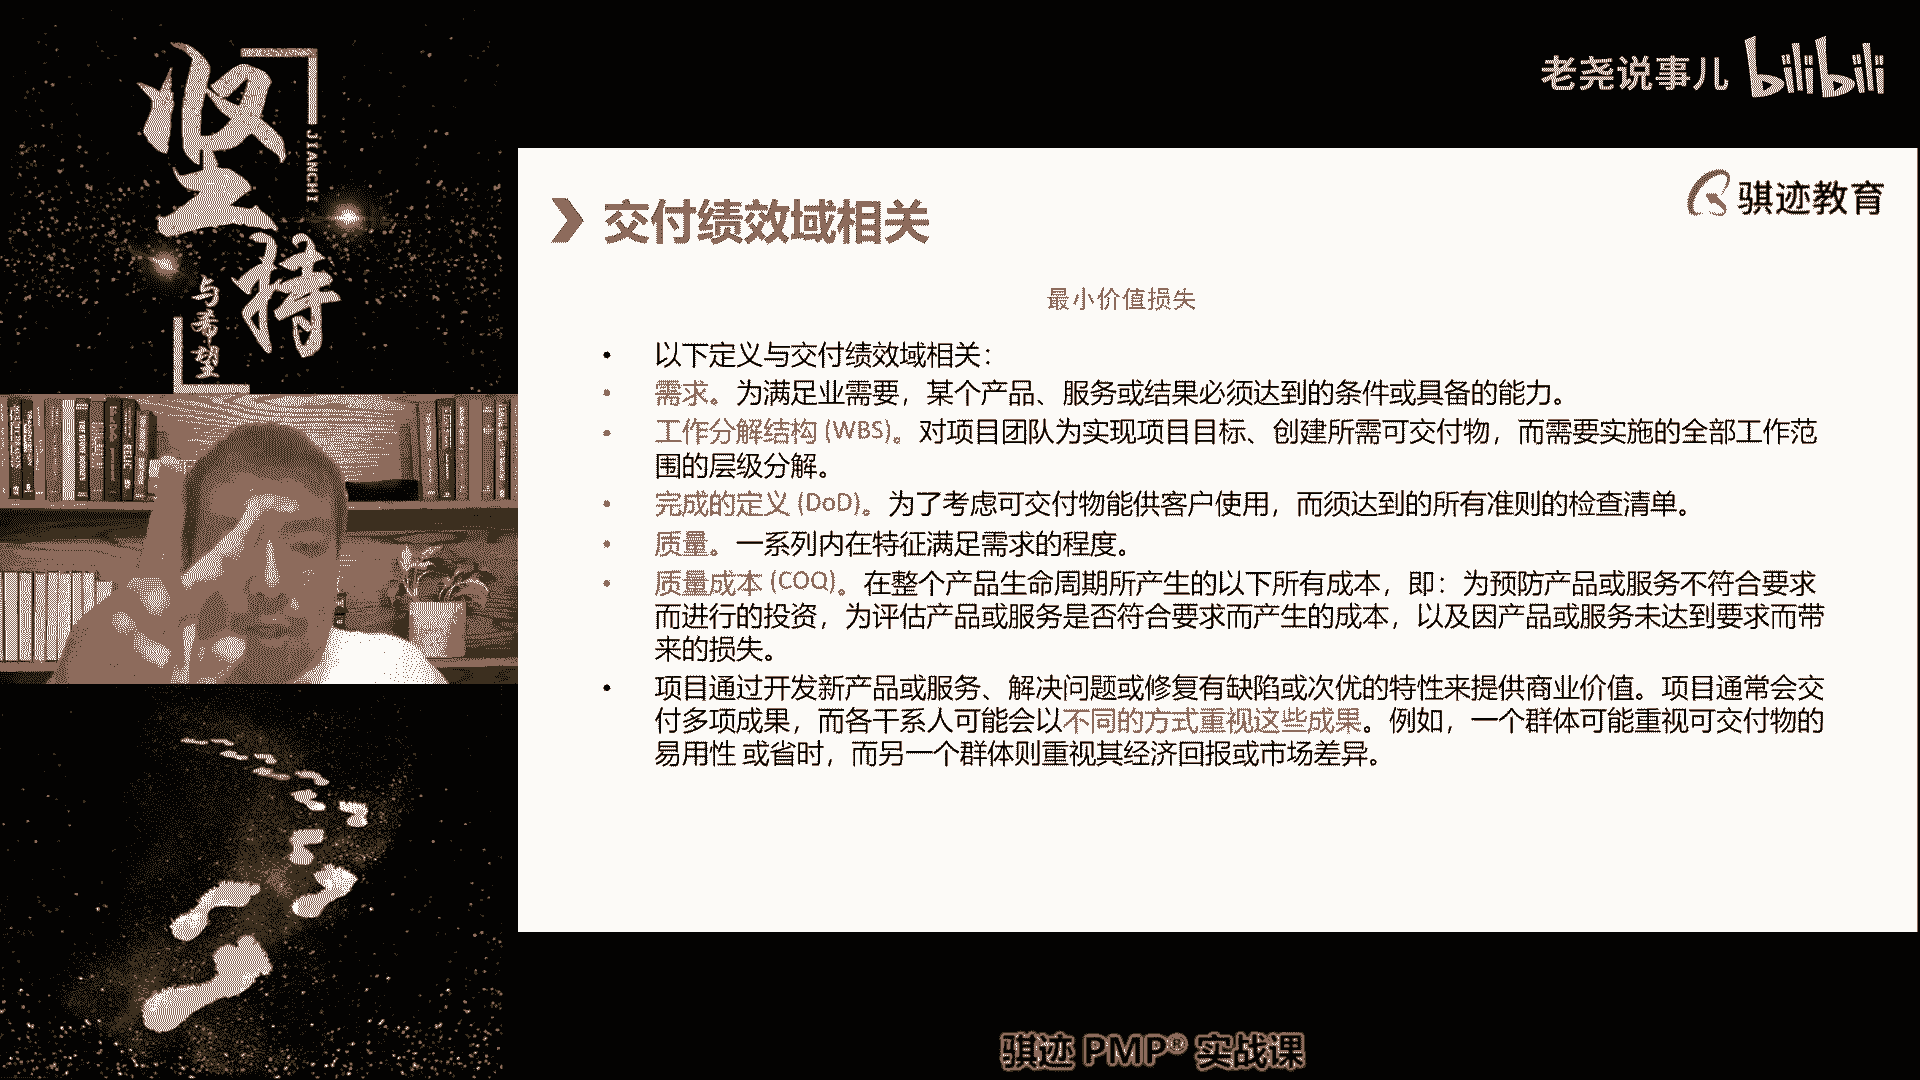 坚持
JIANCHI
与希望
老尧说事儿 bilibili
骐迹教育
交付绩效域相关
最小价值损失
• 以下定义与交付绩效域相关：
• 需求。为满足业需要，某个产品、服务或结果必须达到的条件或具备的能力。
• 工作分解结构 (WBS)。对项目团队为实现项目目标、创建所需可交付物，而需要实施的全部工作范
围的层级分解。
• 完成的定义 (DoD)。为了考虑可交付物能供客户使用，而须达到的所有准则的检查清单。
• 质量。一系列内在特征满足需求的程度。
• 质量成本 (COQ)。在整个产品生命周期所产生的以下所有成本，即：为预防产品或服务不符合要求
而进行的投资，为评估产品或服务是否符合要求而产生的成本，以及因产品或服务未达到要求而带
来的损失。
• 项目通过开发新产品或服务、解决问题或修复有缺陷或次优的特性来提供商业价值。项目通常会交
付多项成果，而各干系人可能会以不同的方式重视这些成果。例如，一个群体可能重视可交付物的
易用性 或省时，而另一个群体则重视其经济回报或市场差异。
骐迹 PMP® 实战课